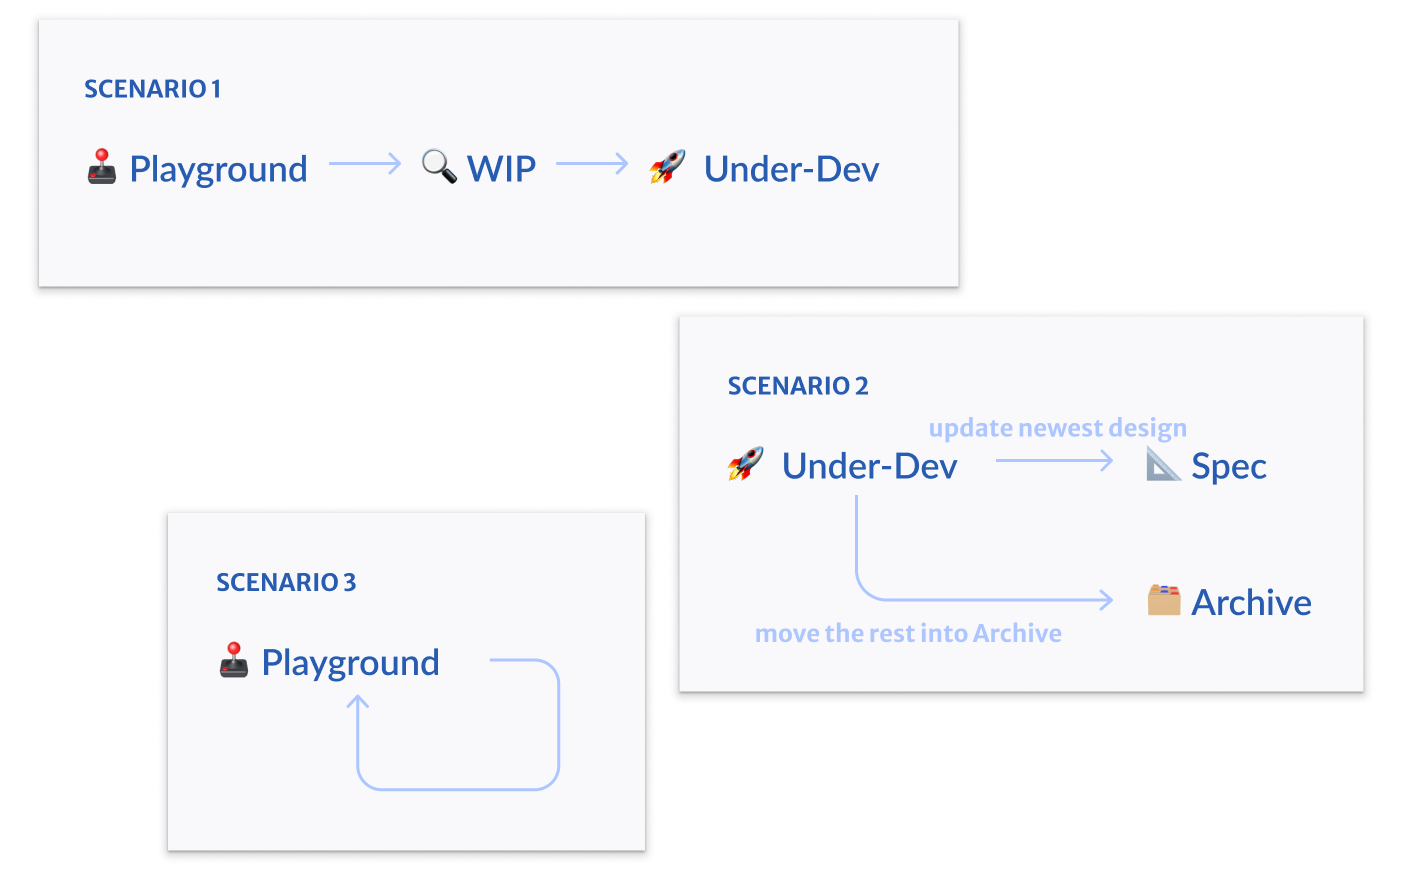 SCENARIO 1
Playground
WIP
Under-Dev
SCENARIO 2
update newest design
Under-Dev
Spec
Archive
move the rest into Archive
SCENARIO 3
Playground